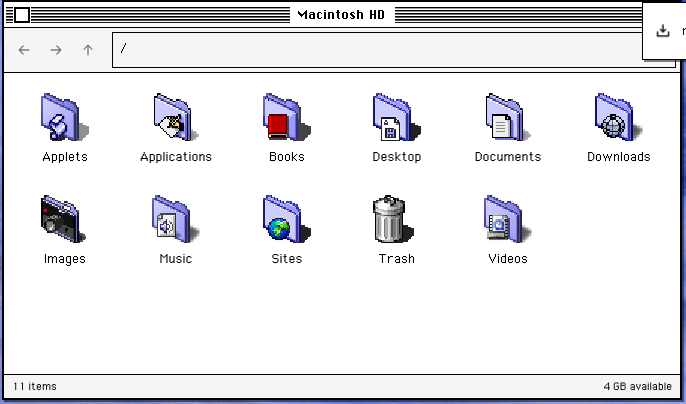 Macintosh HD
/
Applets
Applications
Books
Desktop
Documents
Downloads
Images
Music
Sites
Trash
Videos
11 items
4 GB available